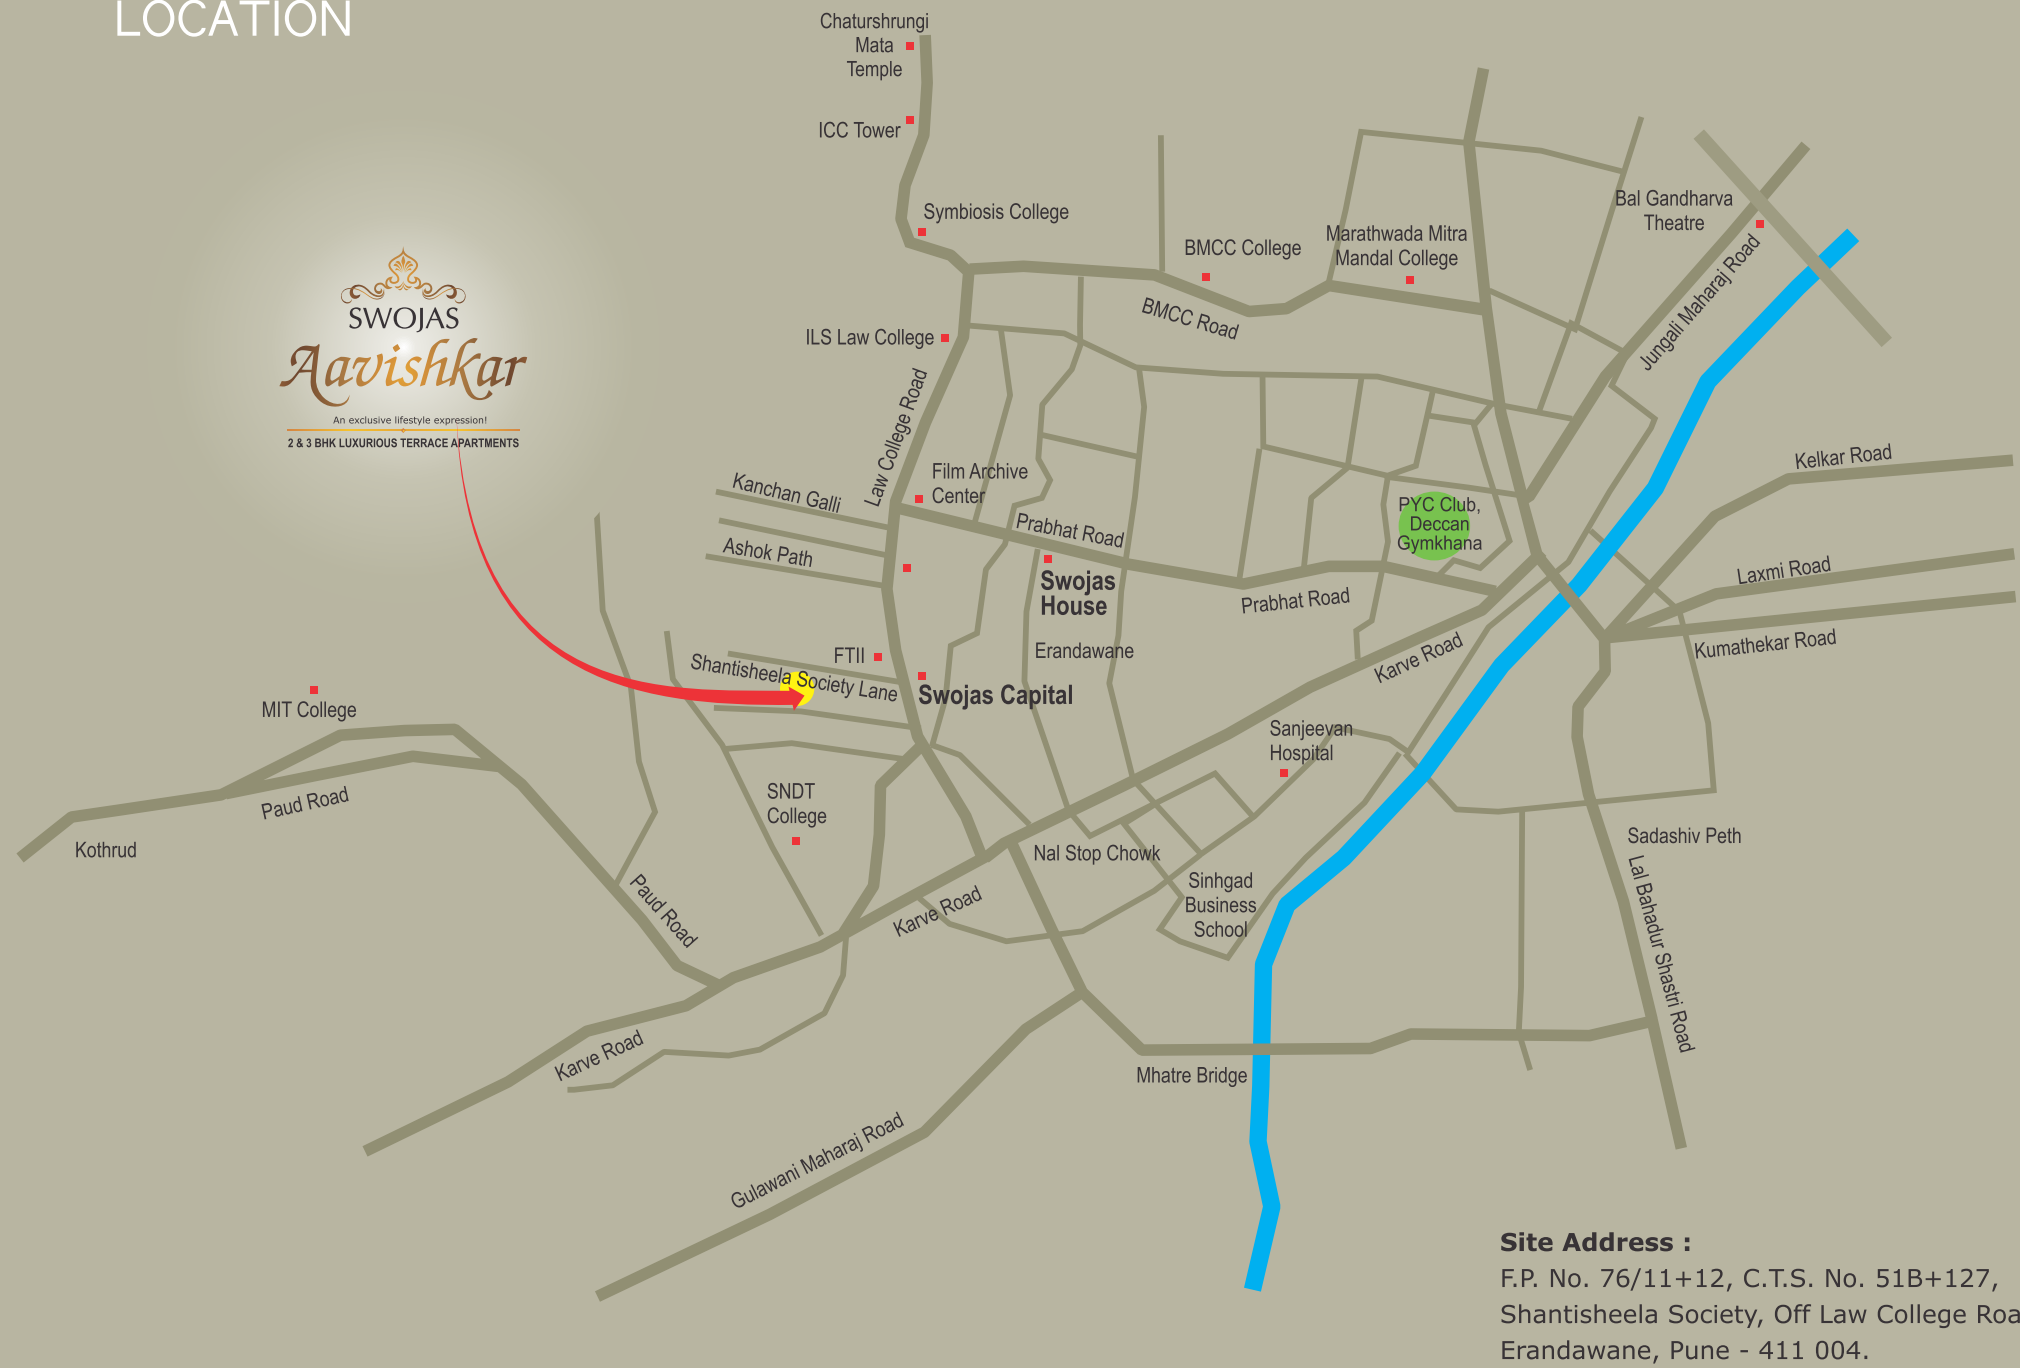 LOCATION
Chaturshrungi
Mata
Temple
ICC Tower
Symbiosis College
BMCC College
Marathwada Mitra
Mandal College
Bal Gandharva
Theatre
Jungali Maharaj Road
BMCC Road
ILS Law College
Law College Road
SWOJAS
Aavishkar
An exclusive lifestyle expression!
2 & 3 BHK LUXURIOUS TERRACE APARTMENTS
Kanchan Galli
Ashok Path
Film Archive
Center
Prabhat Road
Swojas
House
Prabhat Road
PYC Club,
Deccan
Gymkhana
Kelkar Road
Laxmi Road
Kumathekar Road
Erandawane
Karve Road
FTII
Shantisheela Society Lane
Swojas Capital
MIT College
Paud Road
Kothrud
SNDT
College
Sanjeevan
Hospital
Nal Stop Chowk
Sinhgad
Business
School
Sadashiv Peth
Lal Bahadur Shastri Road
Paud Road
Karve Road
Karve Road
Mhatre Bridge
Gulawani Maharaj Road
Site Address :
F.P. No. 76/11+12, C.T.S. No. 51B+127,
Shantisheela Society, Off Law College Roa
Erandawane, Pune - 411 004.